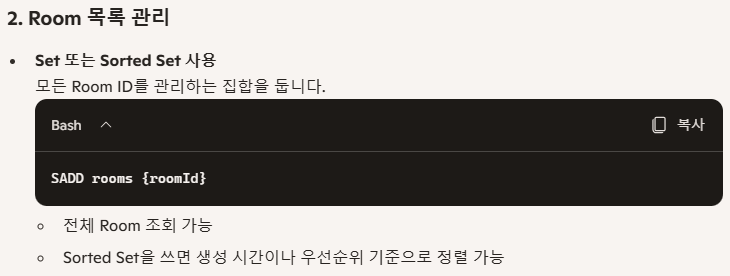 2. Room 목록 관리
Set 또는 Sorted Set 사용
모든 Room ID를 관리하는 집합을 둡니다.
Bash
복사
SADD rooms {roomId}
전체 Room 조회 가능
Sorted Set을 쓰면 생성 시간이나 우선순위 기준으로 정렬 가능